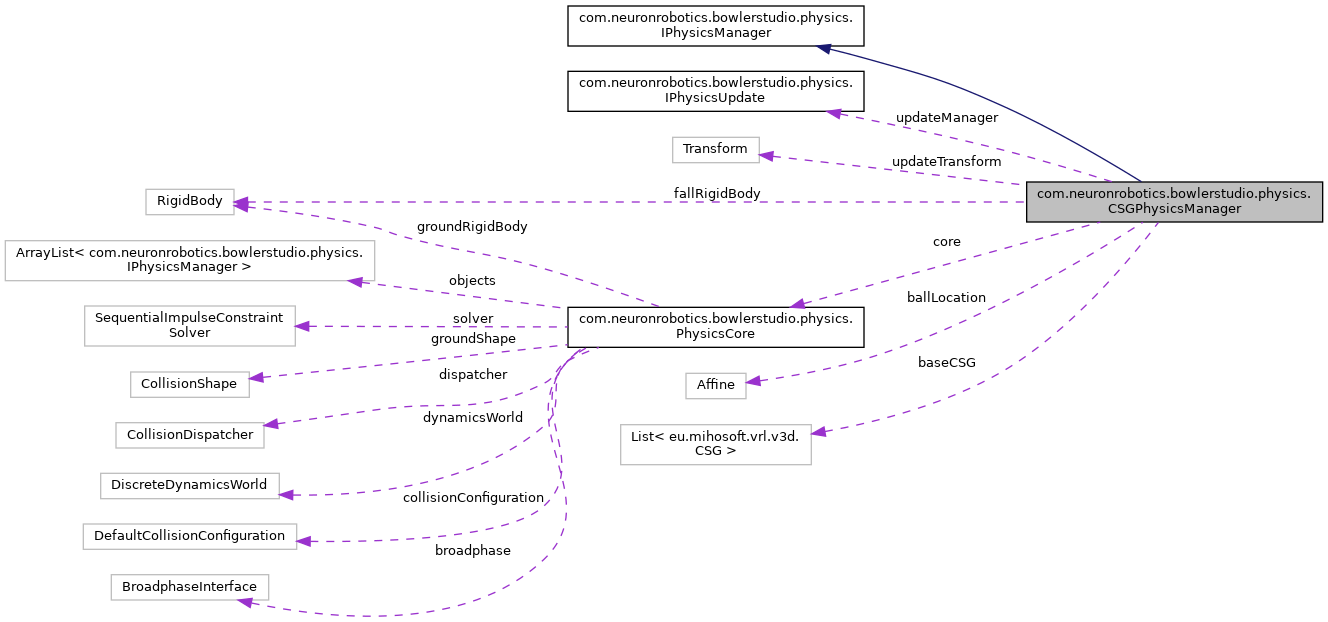 com.neuronrobotics.bowlerstudio.physics.
IPhysicsManager
com.neuronrobotics.bowlerstudio.physics.
IPhysicsUpdate
updateManager
Transform
updateTransform
RigidBody
fallRigidBody
com.neuronrobotics.bowlerstudio.physics.
CSGPhysicsManager
groundRigidBody
core
ArrayList< com.neuronrobotics.bowlerstudio.physics.
IPhysicsManager >
objects
ballLocation
SequentialImpulseConstraint
Solver
solver
com.neuronrobotics.bowlerstudio.physics.
PhysicsCore
groundShape
baseCSG
CollisionShape
dispatcher
Affine
CollisionDispatcher
dynamicsWorld
List< eu.mihosoft.vrl.v3d.
CSG >
DiscreteDynamicsWorld
collisionConfiguration
DefaultCollisionConfiguration
broadphase
BroadphaseInterface